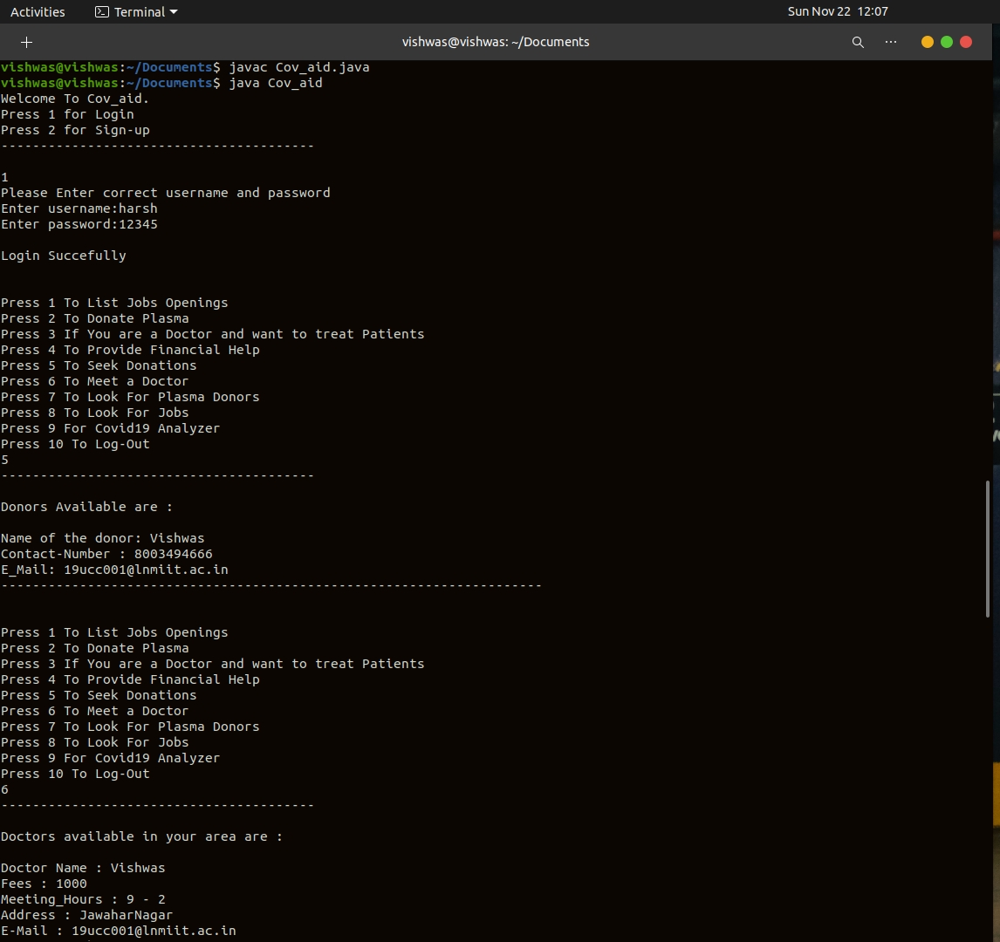 Activities Terminal Sun Nov 22 12:07
vishwas@vishwas: ~/Documents
vishwas@vishwas:~/Documents$ javac Cov_aid.java
vishwas@vishwas:~/Documents$ java Cov_aid
Welcome To Cov_aid.
Press 1 for Login
Press 2 for Sign-up
----------------------------------------
1
Please Enter correct username and password
Enter username:harsh
Enter password:12345
Login Succefully
Press 1 To List Jobs Openings
Press 2 To Donate Plasma
Press 3 If You are a Doctor and want to treat Patients
Press 4 To Provide Financial Help
Press 5 To Seek Donations
Press 6 To Meet a Doctor
Press 7 To Look For Plasma Donors
Press 8 To Look For Jobs
Press 9 For Covid19 Analyzer
Press 10 To Log-Out
5
----------------------------------------
Donors Available are :
Name of the donor: Vishwas
Contact-Number : 8003494666
E_Mail: 19ucc001@lnmiit.ac.in
---------------------------------------------------------------------
Press 1 To List Jobs Openings
Press 2 To Donate Plasma
Press 3 If You are a Doctor and want to treat Patients
Press 4 To Provide Financial Help
Press 5 To Seek Donations
Press 6 To Meet a Doctor
Press 7 To Look For Plasma Donors
Press 8 To Look For Jobs
Press 9 For Covid19 Analyzer
Press 10 To Log-Out
6
----------------------------------------
Doctors available in your area are :
Doctor Name : Vishwas
Fees : 1000
Meeting_Hours : 9 - 2
Address : JawaharNagar
E-Mail : 19ucc001@lnmiit.ac.in